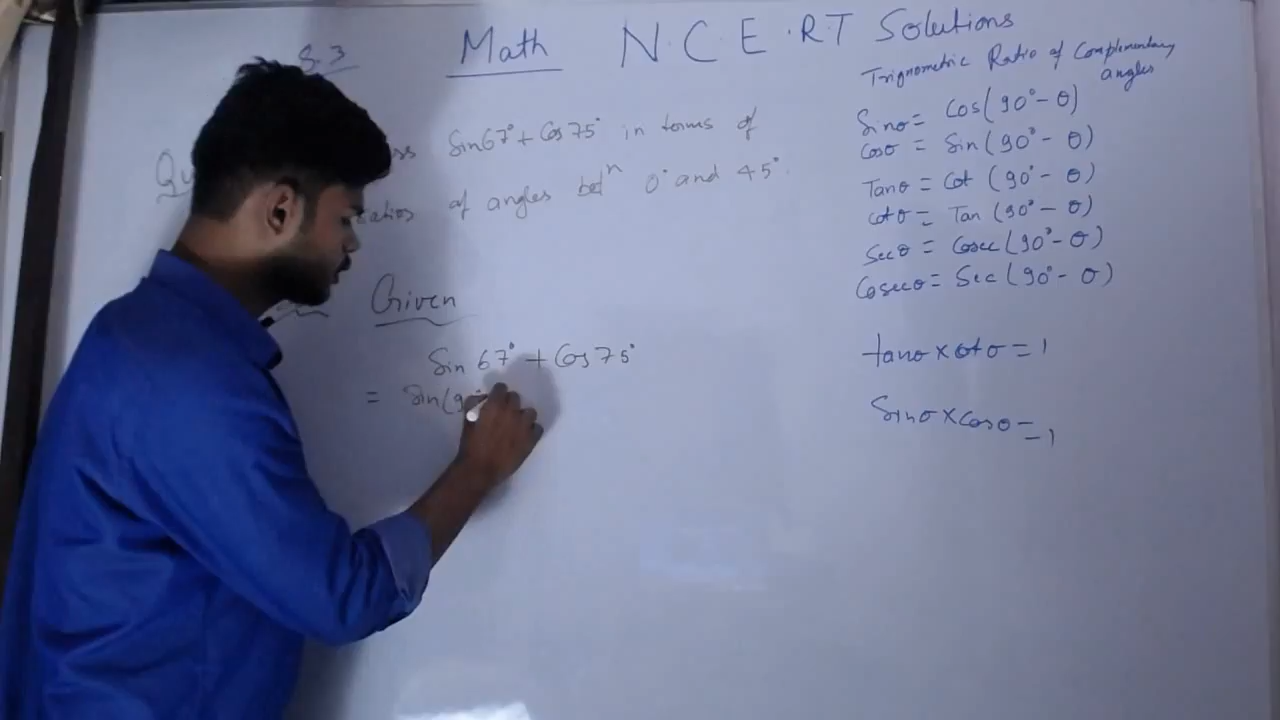 8.3
Math N.C.E.R.T Solutions
Trignometric Ratio of Complementary
angles
Sin67° + Cos75° in terms of
of angles betⁿ 0° and 45°.
Sinθ = Cos(90° - θ)
cosθ = Sin(90° - θ)
Tanθ = Cot (90° - θ)
cotθ = Tan (90° - θ)
Secθ = Cosec(90° - θ)
Cosecθ = Sec(90° - θ)
tanθ x cotθ = 1
Sinθ x Cosθ = 1
Given
Sin 67° + Cos 75°
= Sin(9